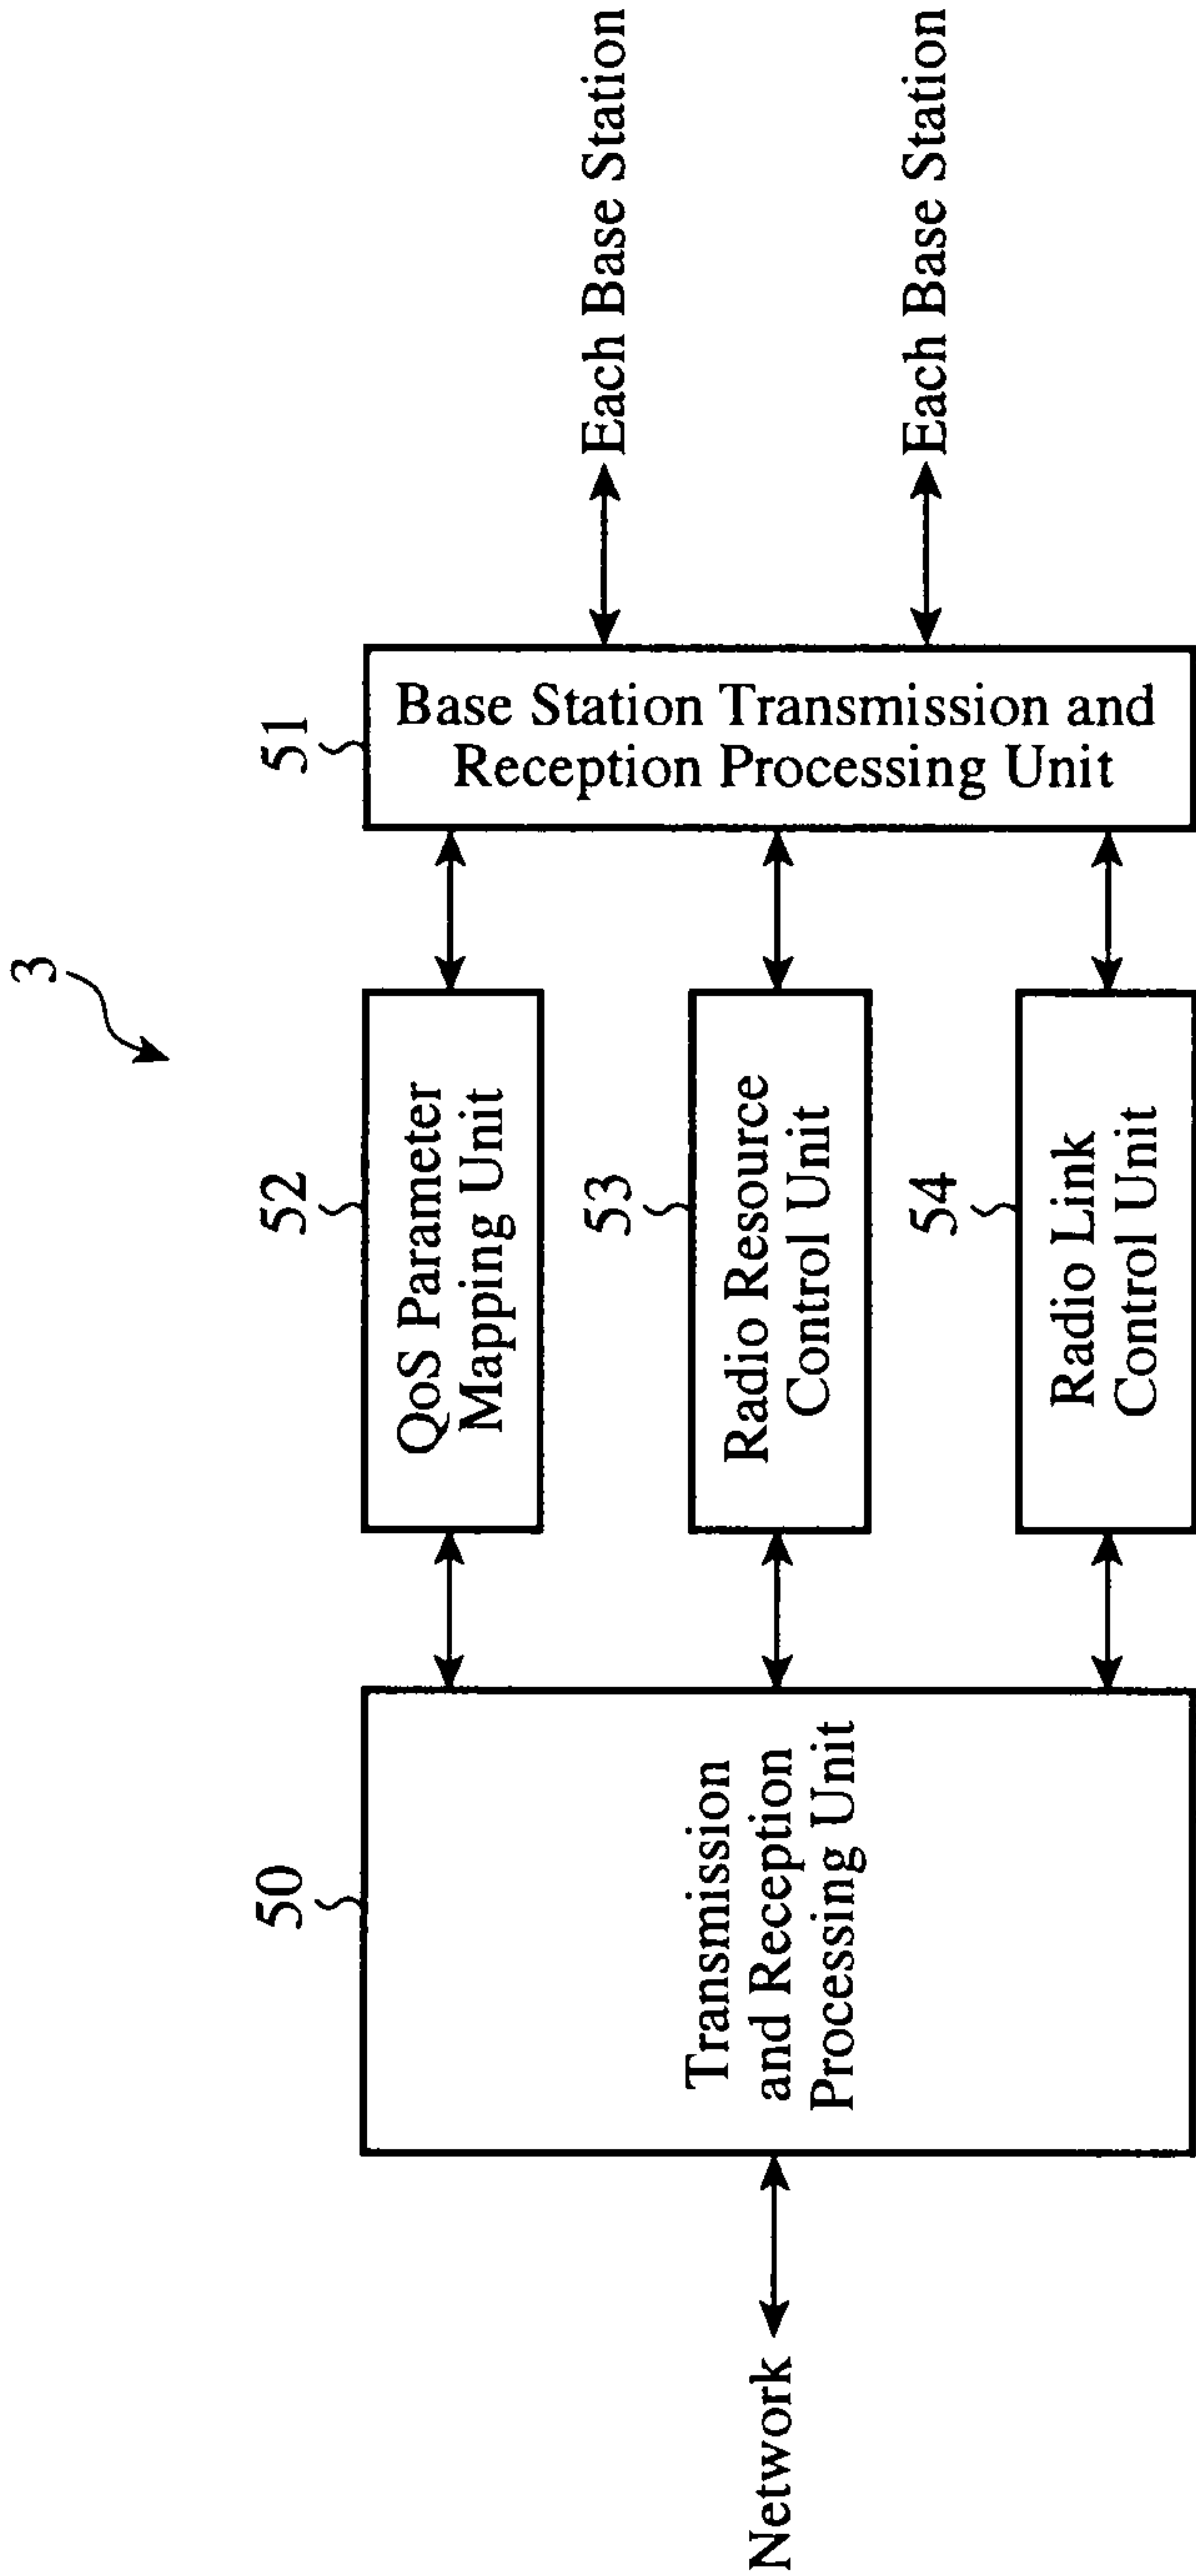 3
50
Transmission
and Reception
Processing Unit
Network
52
QoS Parameter
Mapping Unit
53
Radio Resource
Control Unit
54
Radio Link
Control Unit
51
Base Station Transmission and
Reception Processing Unit
Each Base Station
Each Base Station